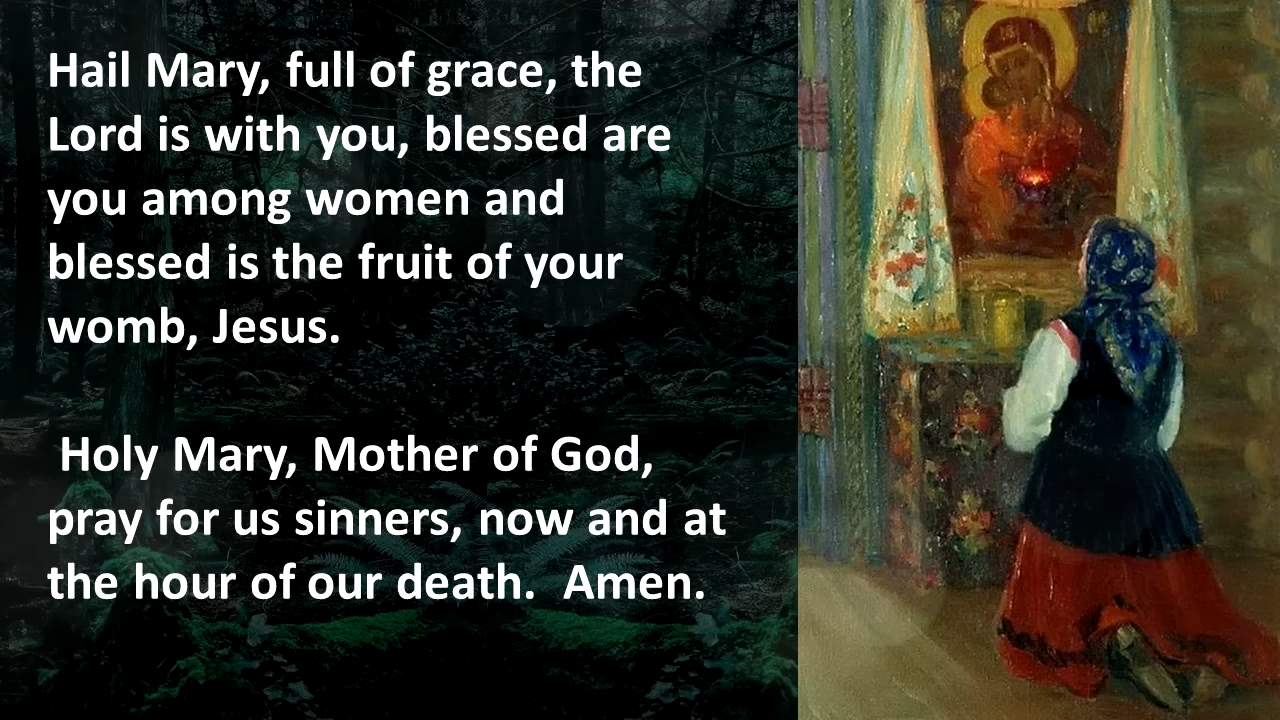 Hail Mary, full of grace, the
Lord is with you, blessed are
you among women and
blessed is the fruit of your
womb, Jesus.
Holy Mary, Mother of God,
pray for us sinners, now and at
the hour of our death.  Amen.